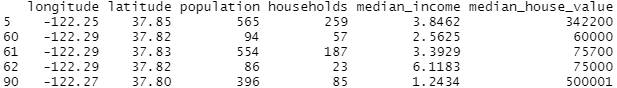 longitude latitude population households median_income median_house_value
5 -122.25 37.85 565 259 3.8462 342200
60 -122.29 37.82 94 57 2.5625 60000
61 -122.29 37.83 554 187 3.3929 75700
62 -122.29 37.82 86 23 6.1183 75000
90 -122.27 37.80 396 85 1.2434 500001